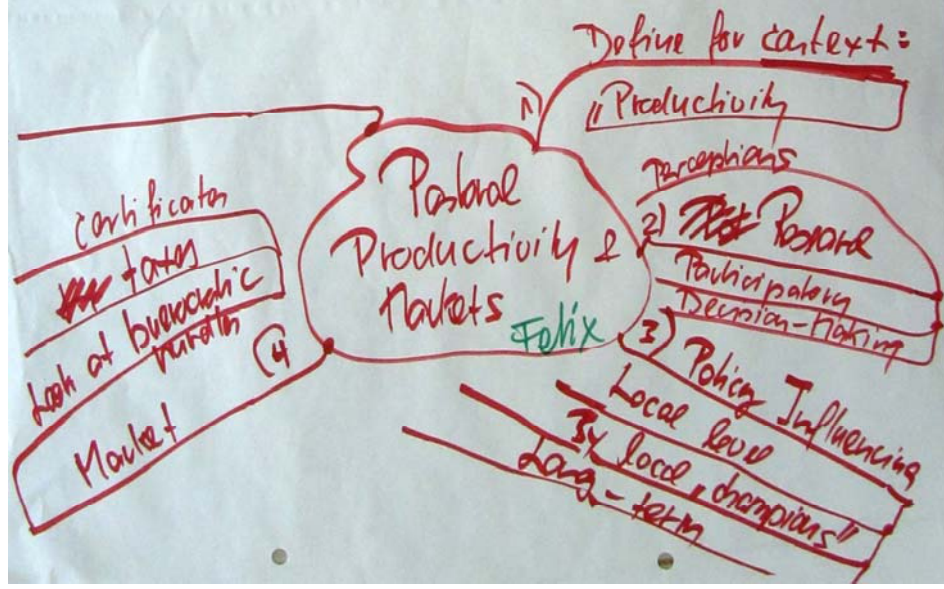 Pastoral
Productivity &
Markets
Felix
1) Define for context:
"Productivity
Perceptions
2) Pastoral
Participatory
Decision-Making
3) Policy Influencing
Local level
By local "champions"
Long-term
4)
Market
Look at bureaucratic
hurdles
taxes
certificates